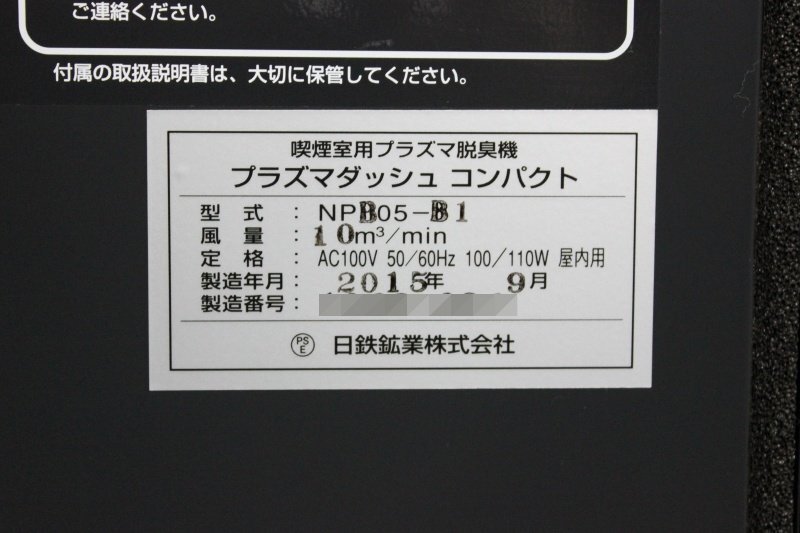 ご連絡ください。
付属の取扱説明書は、大切に保管してください。
喫煙室用プラズマ脱臭機
プラズマダッシュ コンパクト
型式：NPB05-B1
風量：10m³/min
定格：AC100V 50/60Hz 100/110W 屋内用
製造年月：2015年 9月
製造番号：
PSE 日鉄鉱業株式会社